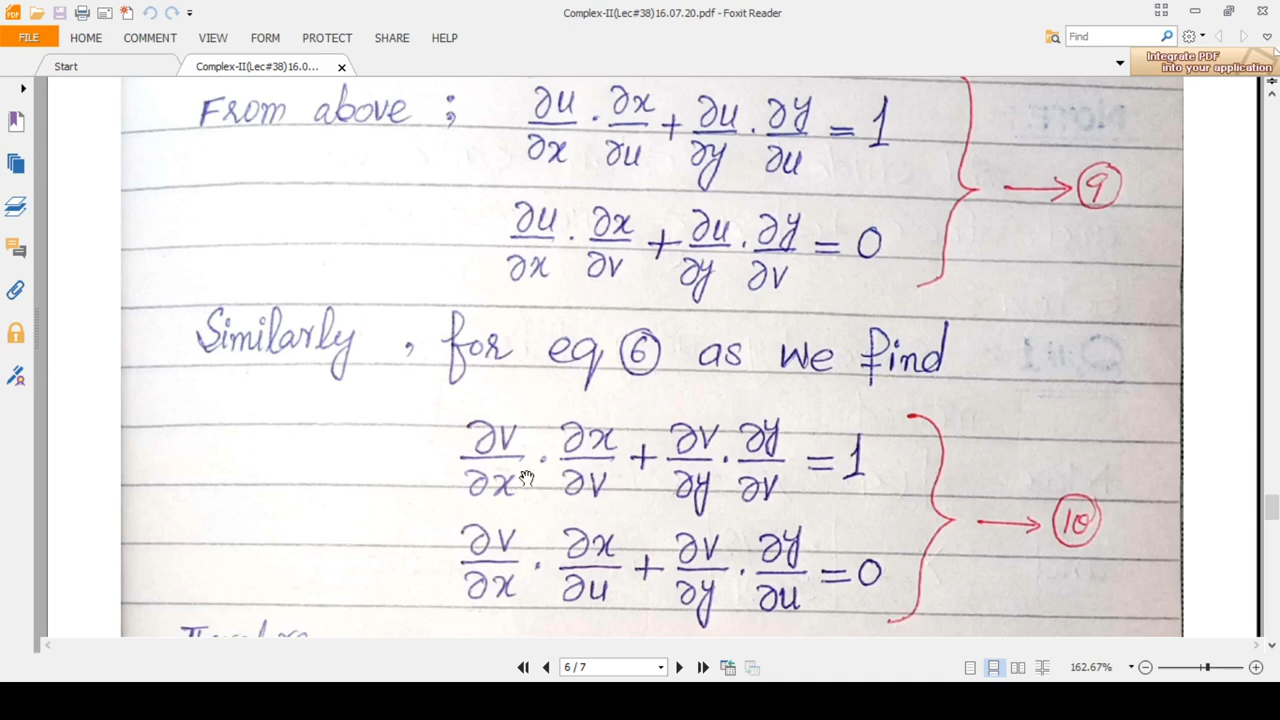 Complex-II(Lec#38)16.07.20.pdf - Foxit Reader
FILE HOME COMMENT VIEW FORM PROTECT SHARE HELP
Find
Start
Complex-II(Lec#38)16.0...
Integrate PDF
into your application
From above ; ∂u/∂x · ∂x/∂u + ∂u/∂y · ∂y/∂u = 1
→ ⑨
∂u/∂x · ∂x/∂v + ∂u/∂y · ∂y/∂v = 0
Similarly , for eq ⑥ as we find
∂v/∂x · ∂x/∂v + ∂v/∂y · ∂y/∂v = 1
→ ⑩
∂v/∂x · ∂x/∂u + ∂v/∂y · ∂y/∂u = 0
6 / 7
162.67%